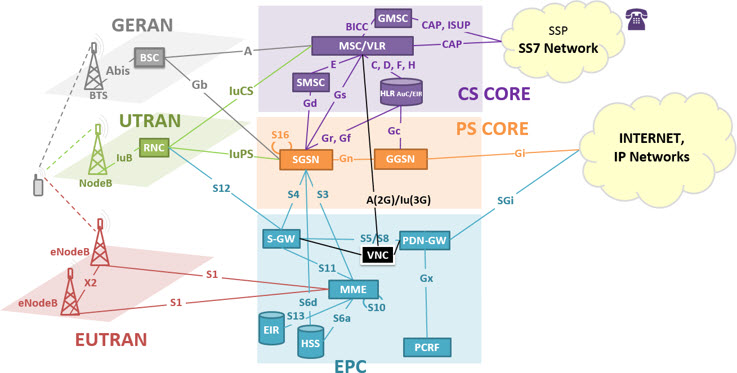 GERAN
BSC
Abis
BTS
A
Gb
IuCS
UTRAN
RNC
IuB
NodeB
IuPS
S12
eNodeB
eNodeB
X2
S1
S1
EUTRAN
BICC
GMSC
CAP, ISUP
MSC/VLR
CAP
E
C, D, F, H
SMSC
Gs
HLR AuC/EIR
Gd
CS CORE
SSP
SS7 Network
PS CORE
Gr, Gf
Gc
S16
SGSN
Gn
GGSN
Gi
INTERNET,
IP Networks
S4
S3
A(2G)/Iu(3G)
SGi
S-GW
S5/S8
PDN-GW
VNC
S11
Gx
MME
S10
S6d
S13
S6a
EIR
HSS
PCRF
EPC